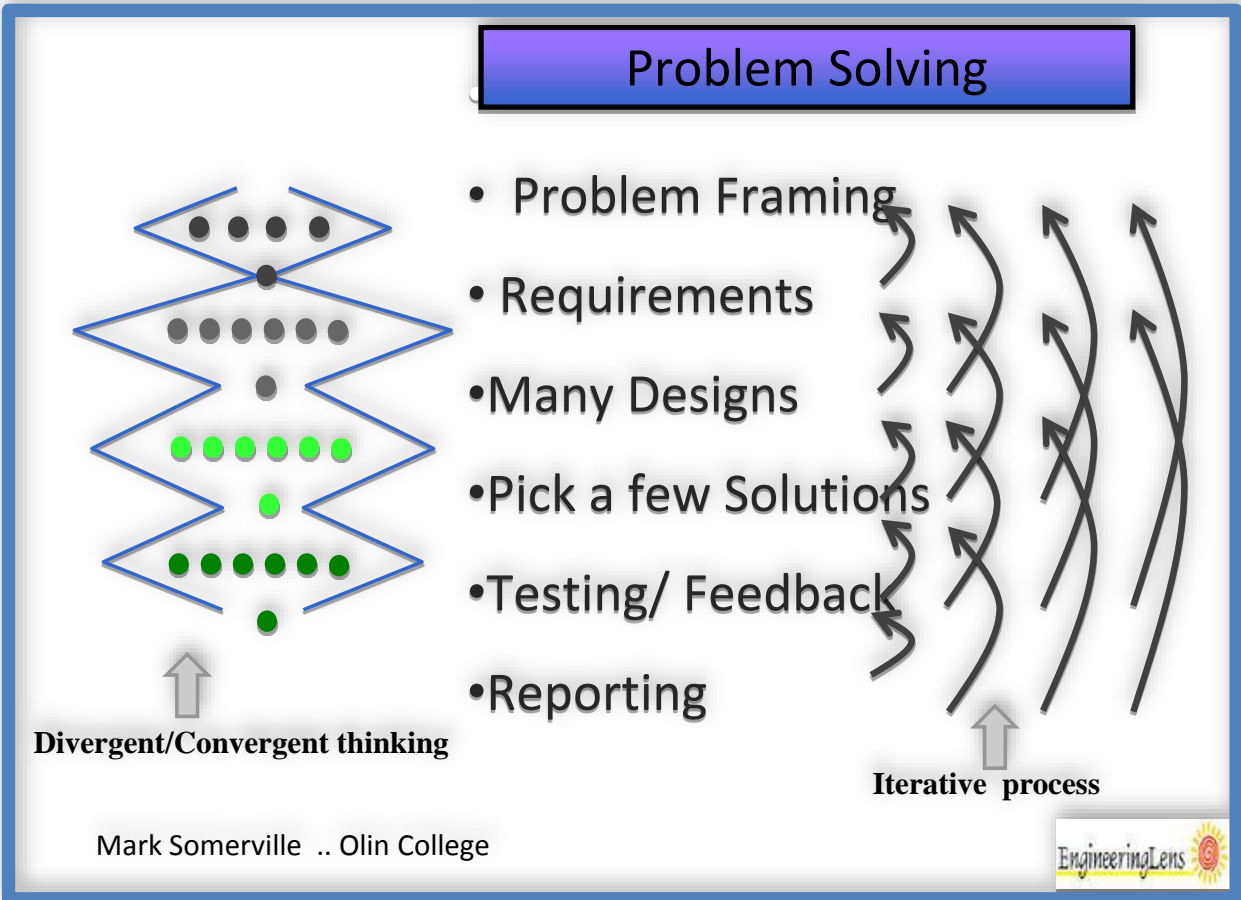 Problem Solving
• Problem Framing
• Requirements
•Many Designs
•Pick a few Solutions
•Testing/ Feedback
•Reporting
Divergent/Convergent thinking
Iterative process
Mark Somerville .. Olin College
EngineeringLens